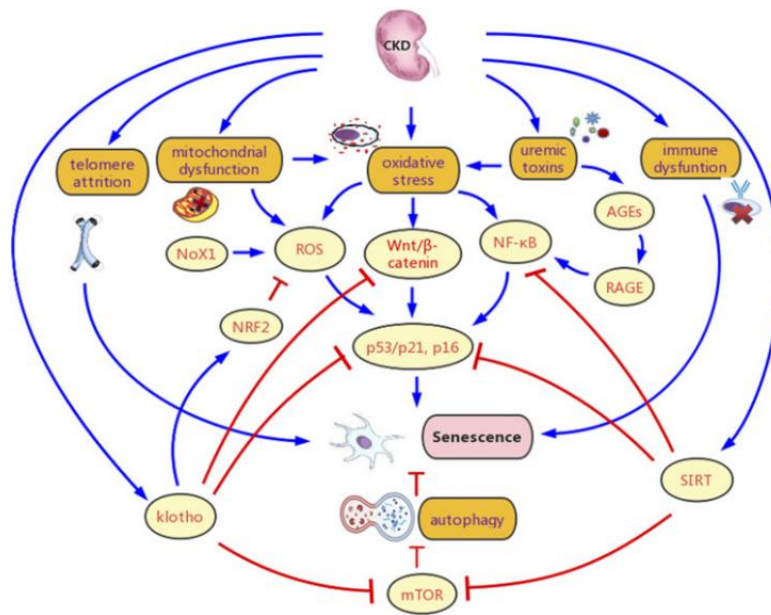 CKD
telomere
attrition
mitochondrial
dysfunction
oxidative
stress
uremic
toxins
immune
dysfuntion
AGEs
NoX1
ROS
Wnt/β-
catenin
NF-κB
RAGE
NRF2
p53/p21, p16
Senescence
klotho
SIRT
autophagy
mTOR